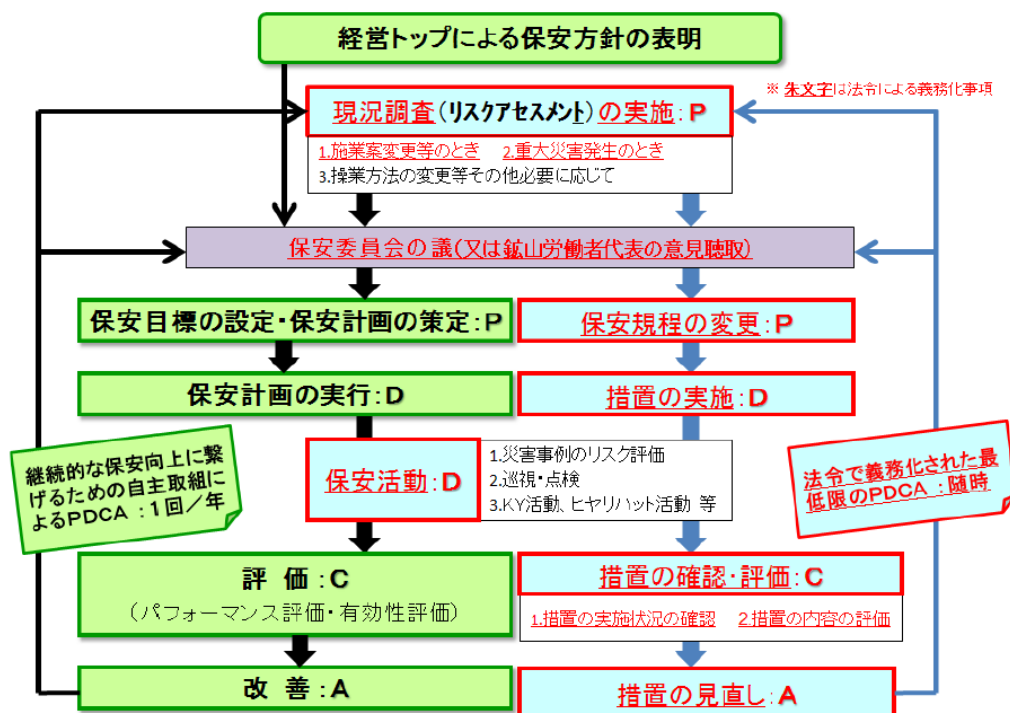 経営トップによる保安方針の表明
※ 朱文字は法令による義務化事項
現況調査(リスクアセスメント)の実施:P
1.施業案変更等のとき 2.重大災害発生のとき
3.操業方法の変更等その他必要に応じて
保安委員会の議(又は鉱山労働者代表の意見聴取)
保安目標の設定・保安計画の策定:P
保安規程の変更:P
保安計画の実行:D
措置の実施:D
継続的な保安向上に繋
げるための自主取組に
よるPDCA :1回/年
保安活動:D
1.災害事例のリスク評価
2.巡視・点検
3.KY活動、ヒヤリハット活動 等
法令で義務化された最
低限のPDCA :随時
評 価:C
(パフォーマンス評価・有効性評価)
措置の確認・評価:C
1.措置の実施状況の確認 2.措置の内容の評価
改 善:A
措置の見直し:A